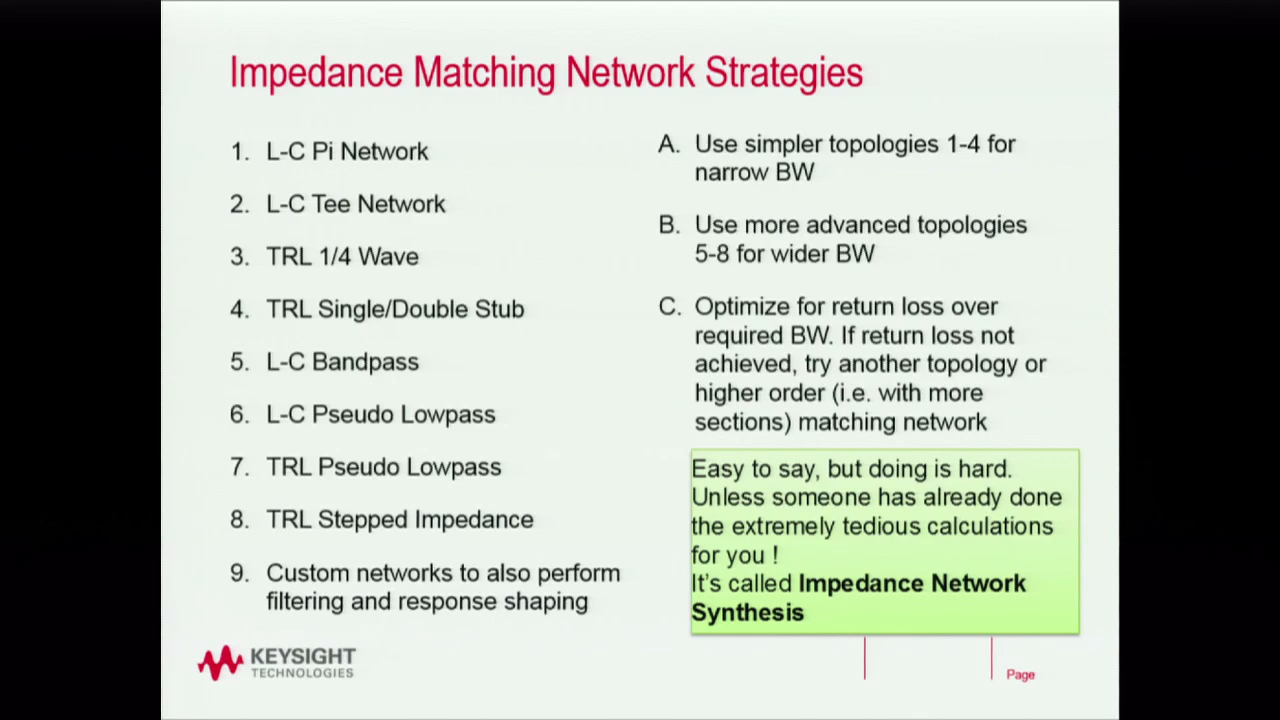 Impedance Matching Network Strategies
1. L-C Pi Network
2. L-C Tee Network
3. TRL 1/4 Wave
4. TRL Single/Double Stub
5. L-C Bandpass
6. L-C Pseudo Lowpass
7. TRL Pseudo Lowpass
8. TRL Stepped Impedance
9. Custom networks to also perform
filtering and response shaping
A. Use simpler topologies 1-4 for
narrow BW
B. Use more advanced topologies
5-8 for wider BW
C. Optimize for return loss over
required BW. If return loss not
achieved, try another topology or
higher order (i.e. with more
sections) matching network
Easy to say, but doing is hard.
Unless someone has already done
the extremely tedious calculations
for you !
It's called Impedance Network
Synthesis
KEYSIGHT
TECHNOLOGIES
Page